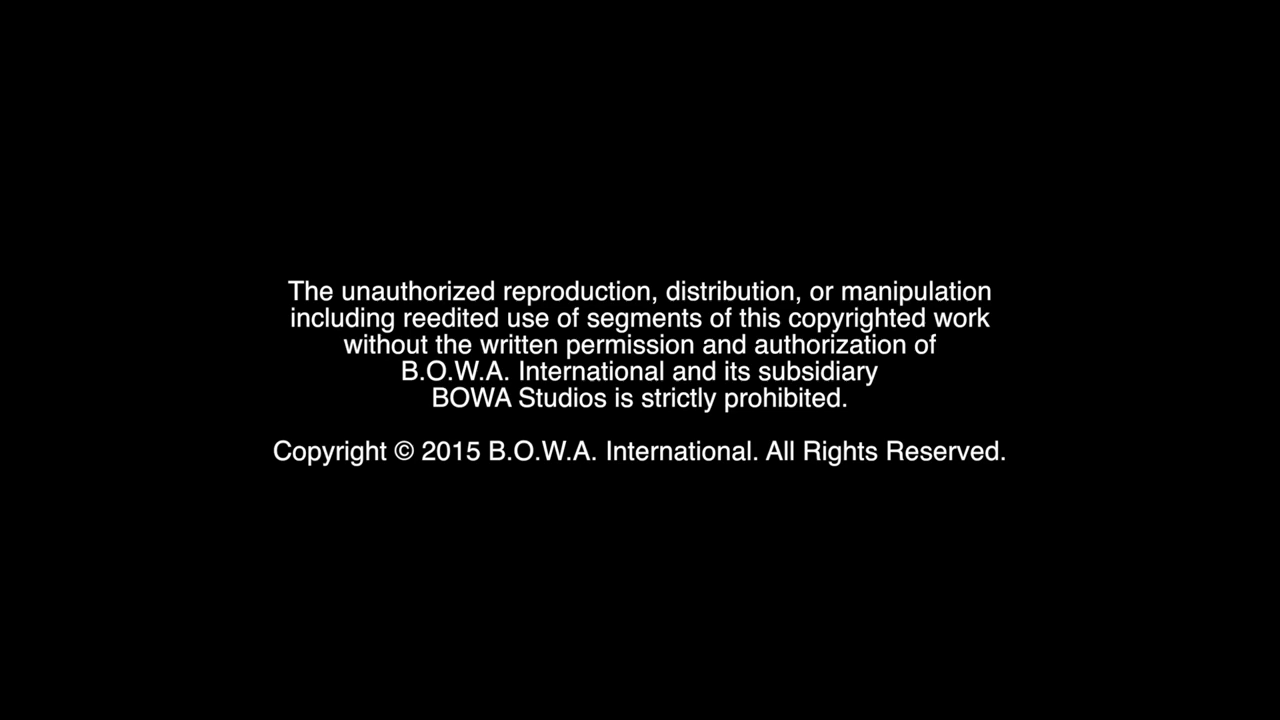 The unauthorized reproduction, distribution, or manipulation
including reedited use of segments of this copyrighted work
without the written permission and authorization of
B.O.W.A. International and its subsidiary
BOWA Studios is strictly prohibited.
Copyright © 2015 B.O.W.A. International. All Rights Reserved.